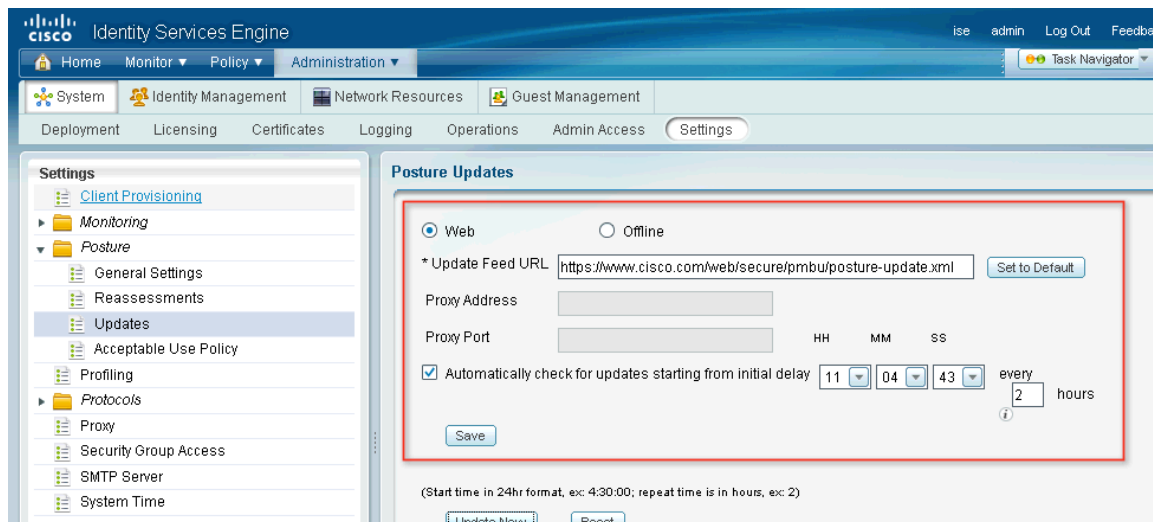 CISCO Identity Services Engine ise admin Log Out Feedba
Home Monitor ▼ Policy ▼ Administration ▼ Task Navigator ▼
System Identity Management Network Resources Guest Management
Deployment Licensing Certificates Logging Operations Admin Access Settings
Settings
Client Provisioning
Monitoring
Posture
General Settings
Reassessments
Updates
Acceptable Use Policy
Profiling
Protocols
Proxy
Security Group Access
SMTP Server
System Time
Posture Updates
Web Offline
* Update Feed URL https://www.cisco.com/web/secure/pmbu/posture-update.xml Set to Default
Proxy Address
Proxy Port HH MM SS
Automatically check for updates starting from initial delay 11 04 43 every 2 hours
Save
(Start time in 24hr format, ex: 4:30:00; repeat time is in hours, ex: 2)
Update Now Reset